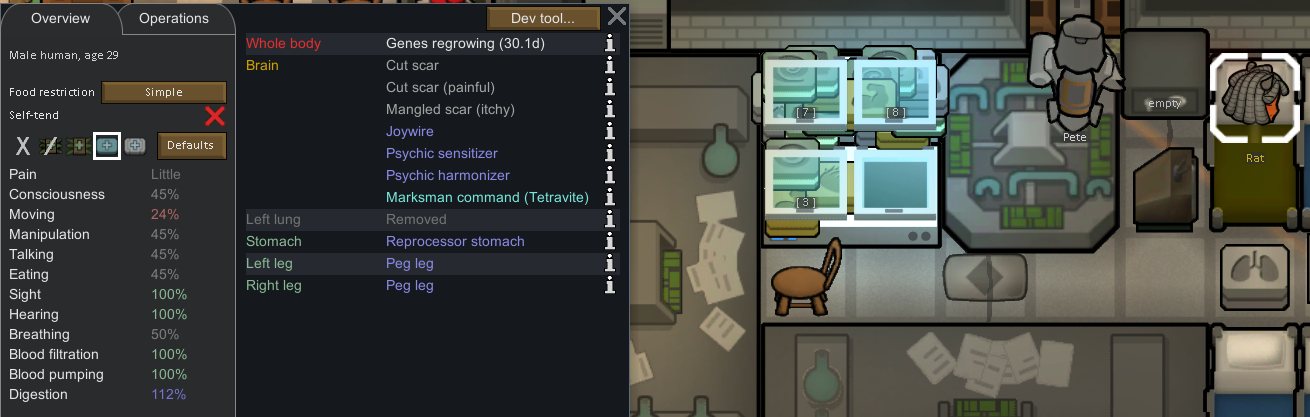 Overview Operations
Dev tool...
Male human, age 29
Food restriction Simple
Self-tend
Defaults
Pain Little
Consciousness 45%
Moving 24%
Manipulation 45%
Talking 45%
Eating 45%
Sight 100%
Hearing 100%
Breathing 50%
Blood filtration 100%
Blood pumping 100%
Digestion 112%
Whole body Genes regrowing (30.1d)
Brain Cut scar
Cut scar (painful)
Mangled scar (itchy)
Joywire
Psychic sensitizer
Psychic harmonizer
Marksman command (Tetravite)
Left lung Removed
Stomach Reprocessor stomach
Left leg Peg leg
Right leg Peg leg
[ 7 ] [ 8 ]
empty
Pete
Rat
[ 3 ]